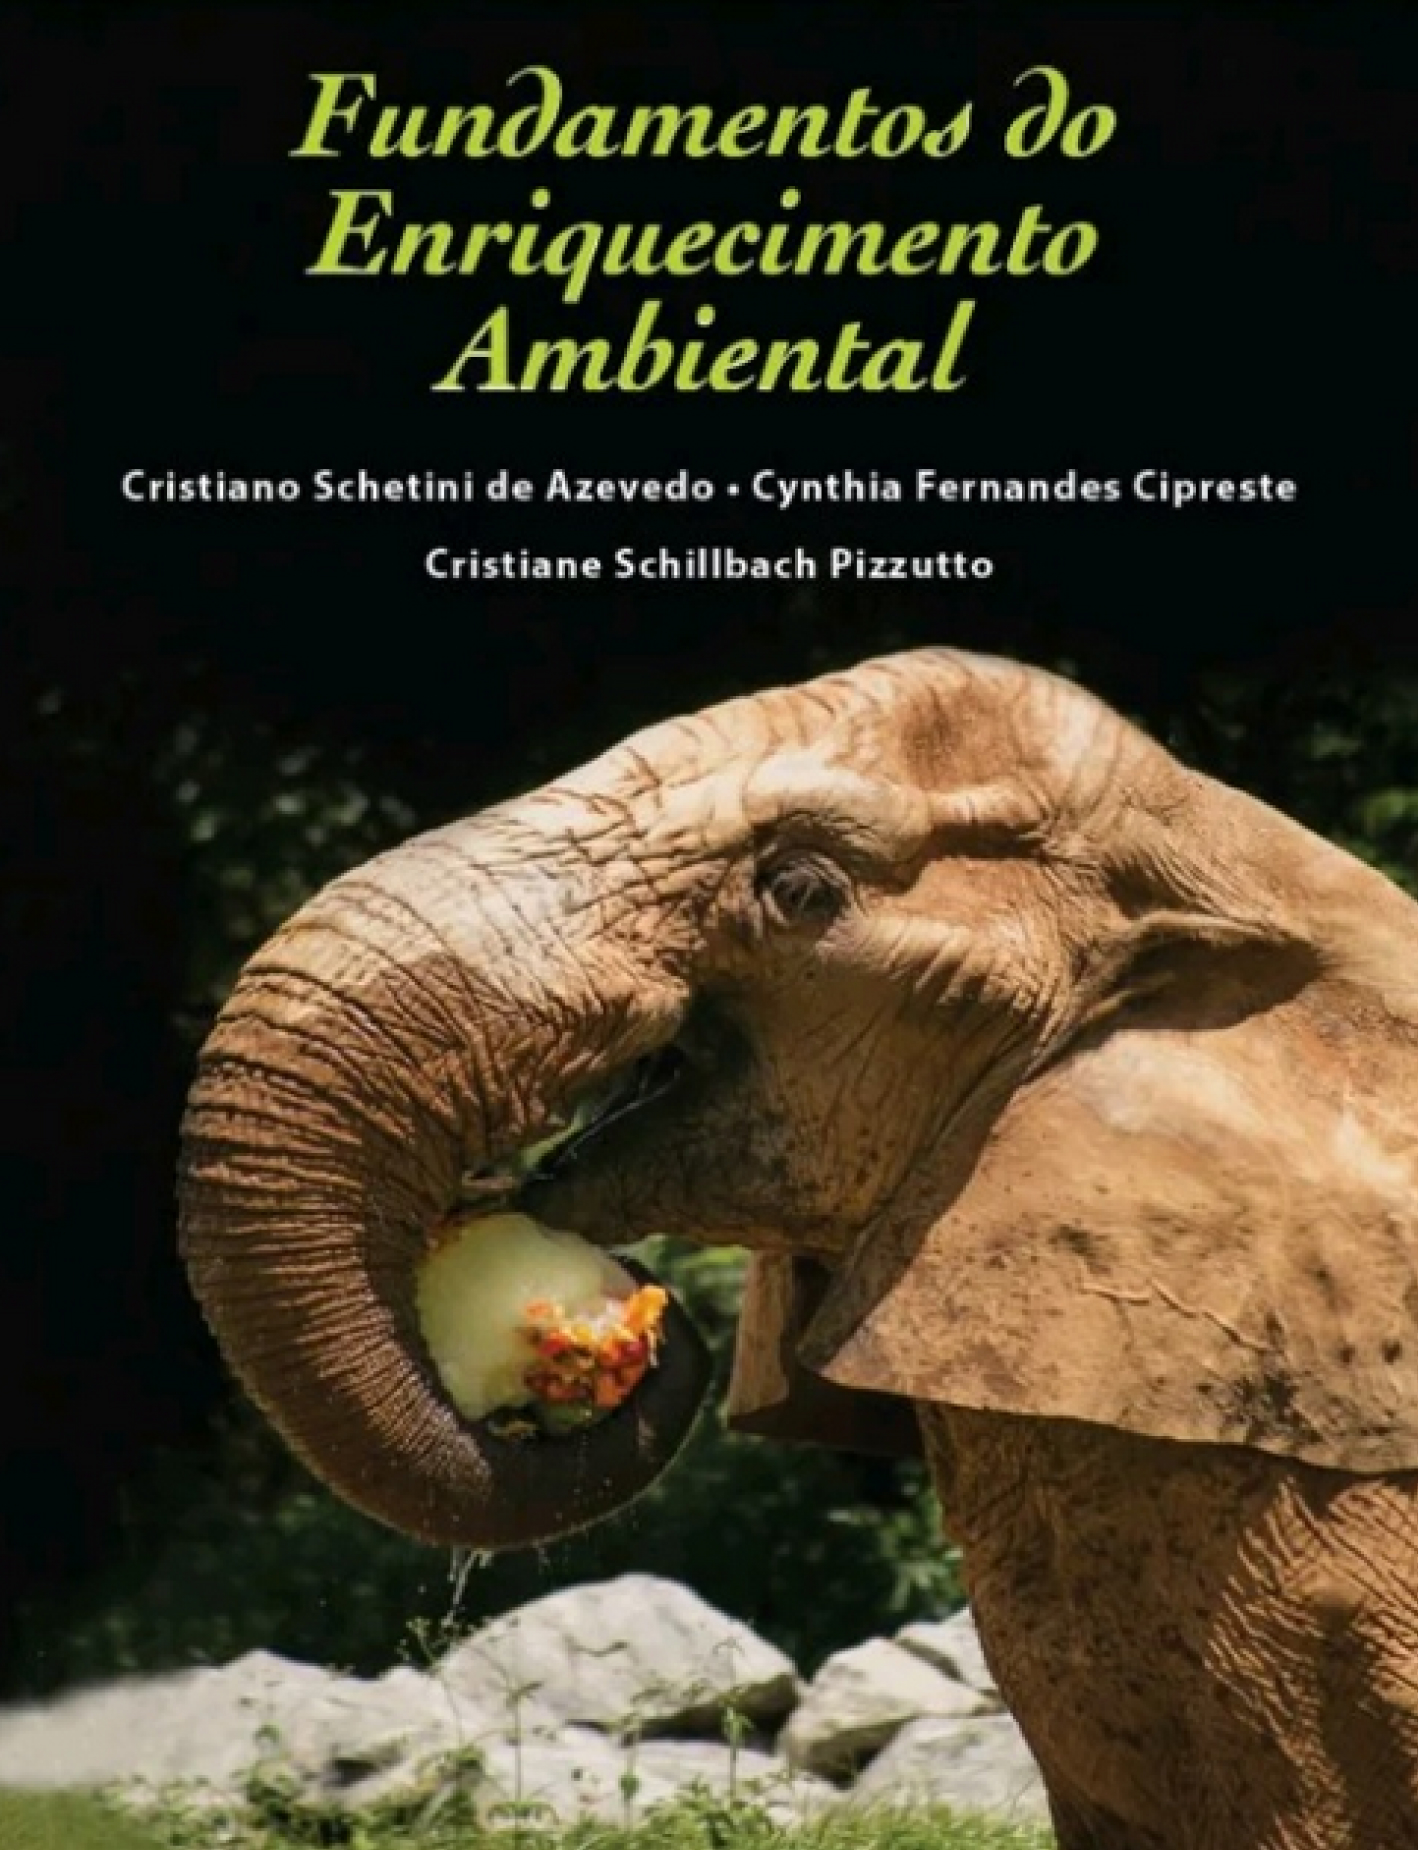 Fundamentos do
Enriquecimento
Ambiental
Cristiano Schetini de Azevedo • Cynthia Fernandes Cipreste
Cristiane Schillbach Pizzutto